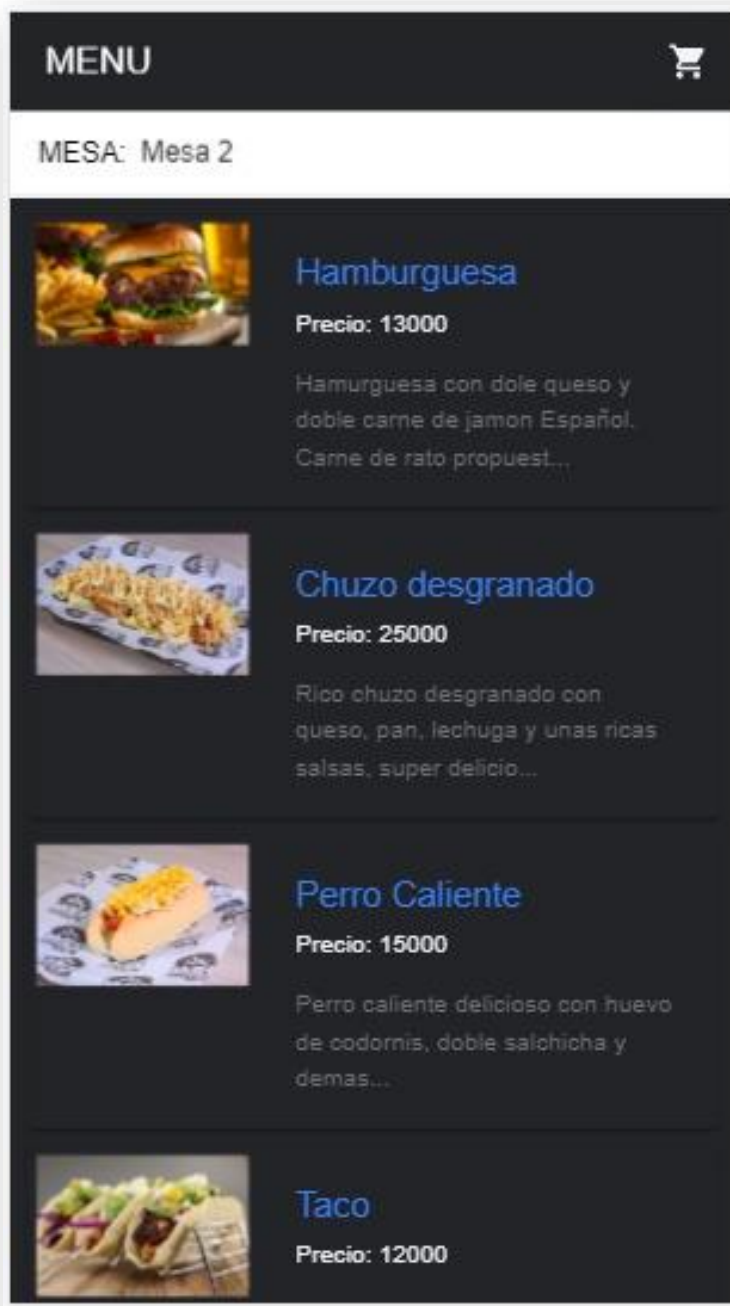 MENU
MESA: Mesa 2
Hamburguesa
Precio: 13000
Hamurguesa con dole queso y
doble carne de jamon Español.
Carne de rato propuest...
Chuzo desgranado
Precio: 25000
Rico chuzo desgranado con
queso, pan, lechuga y unas ricas
salsas, super delicio...
Perro Caliente
Precio: 15000
Perro caliente delicioso con huevo
de codornis, doble salchicha y
demas...
Taco
Precio: 12000